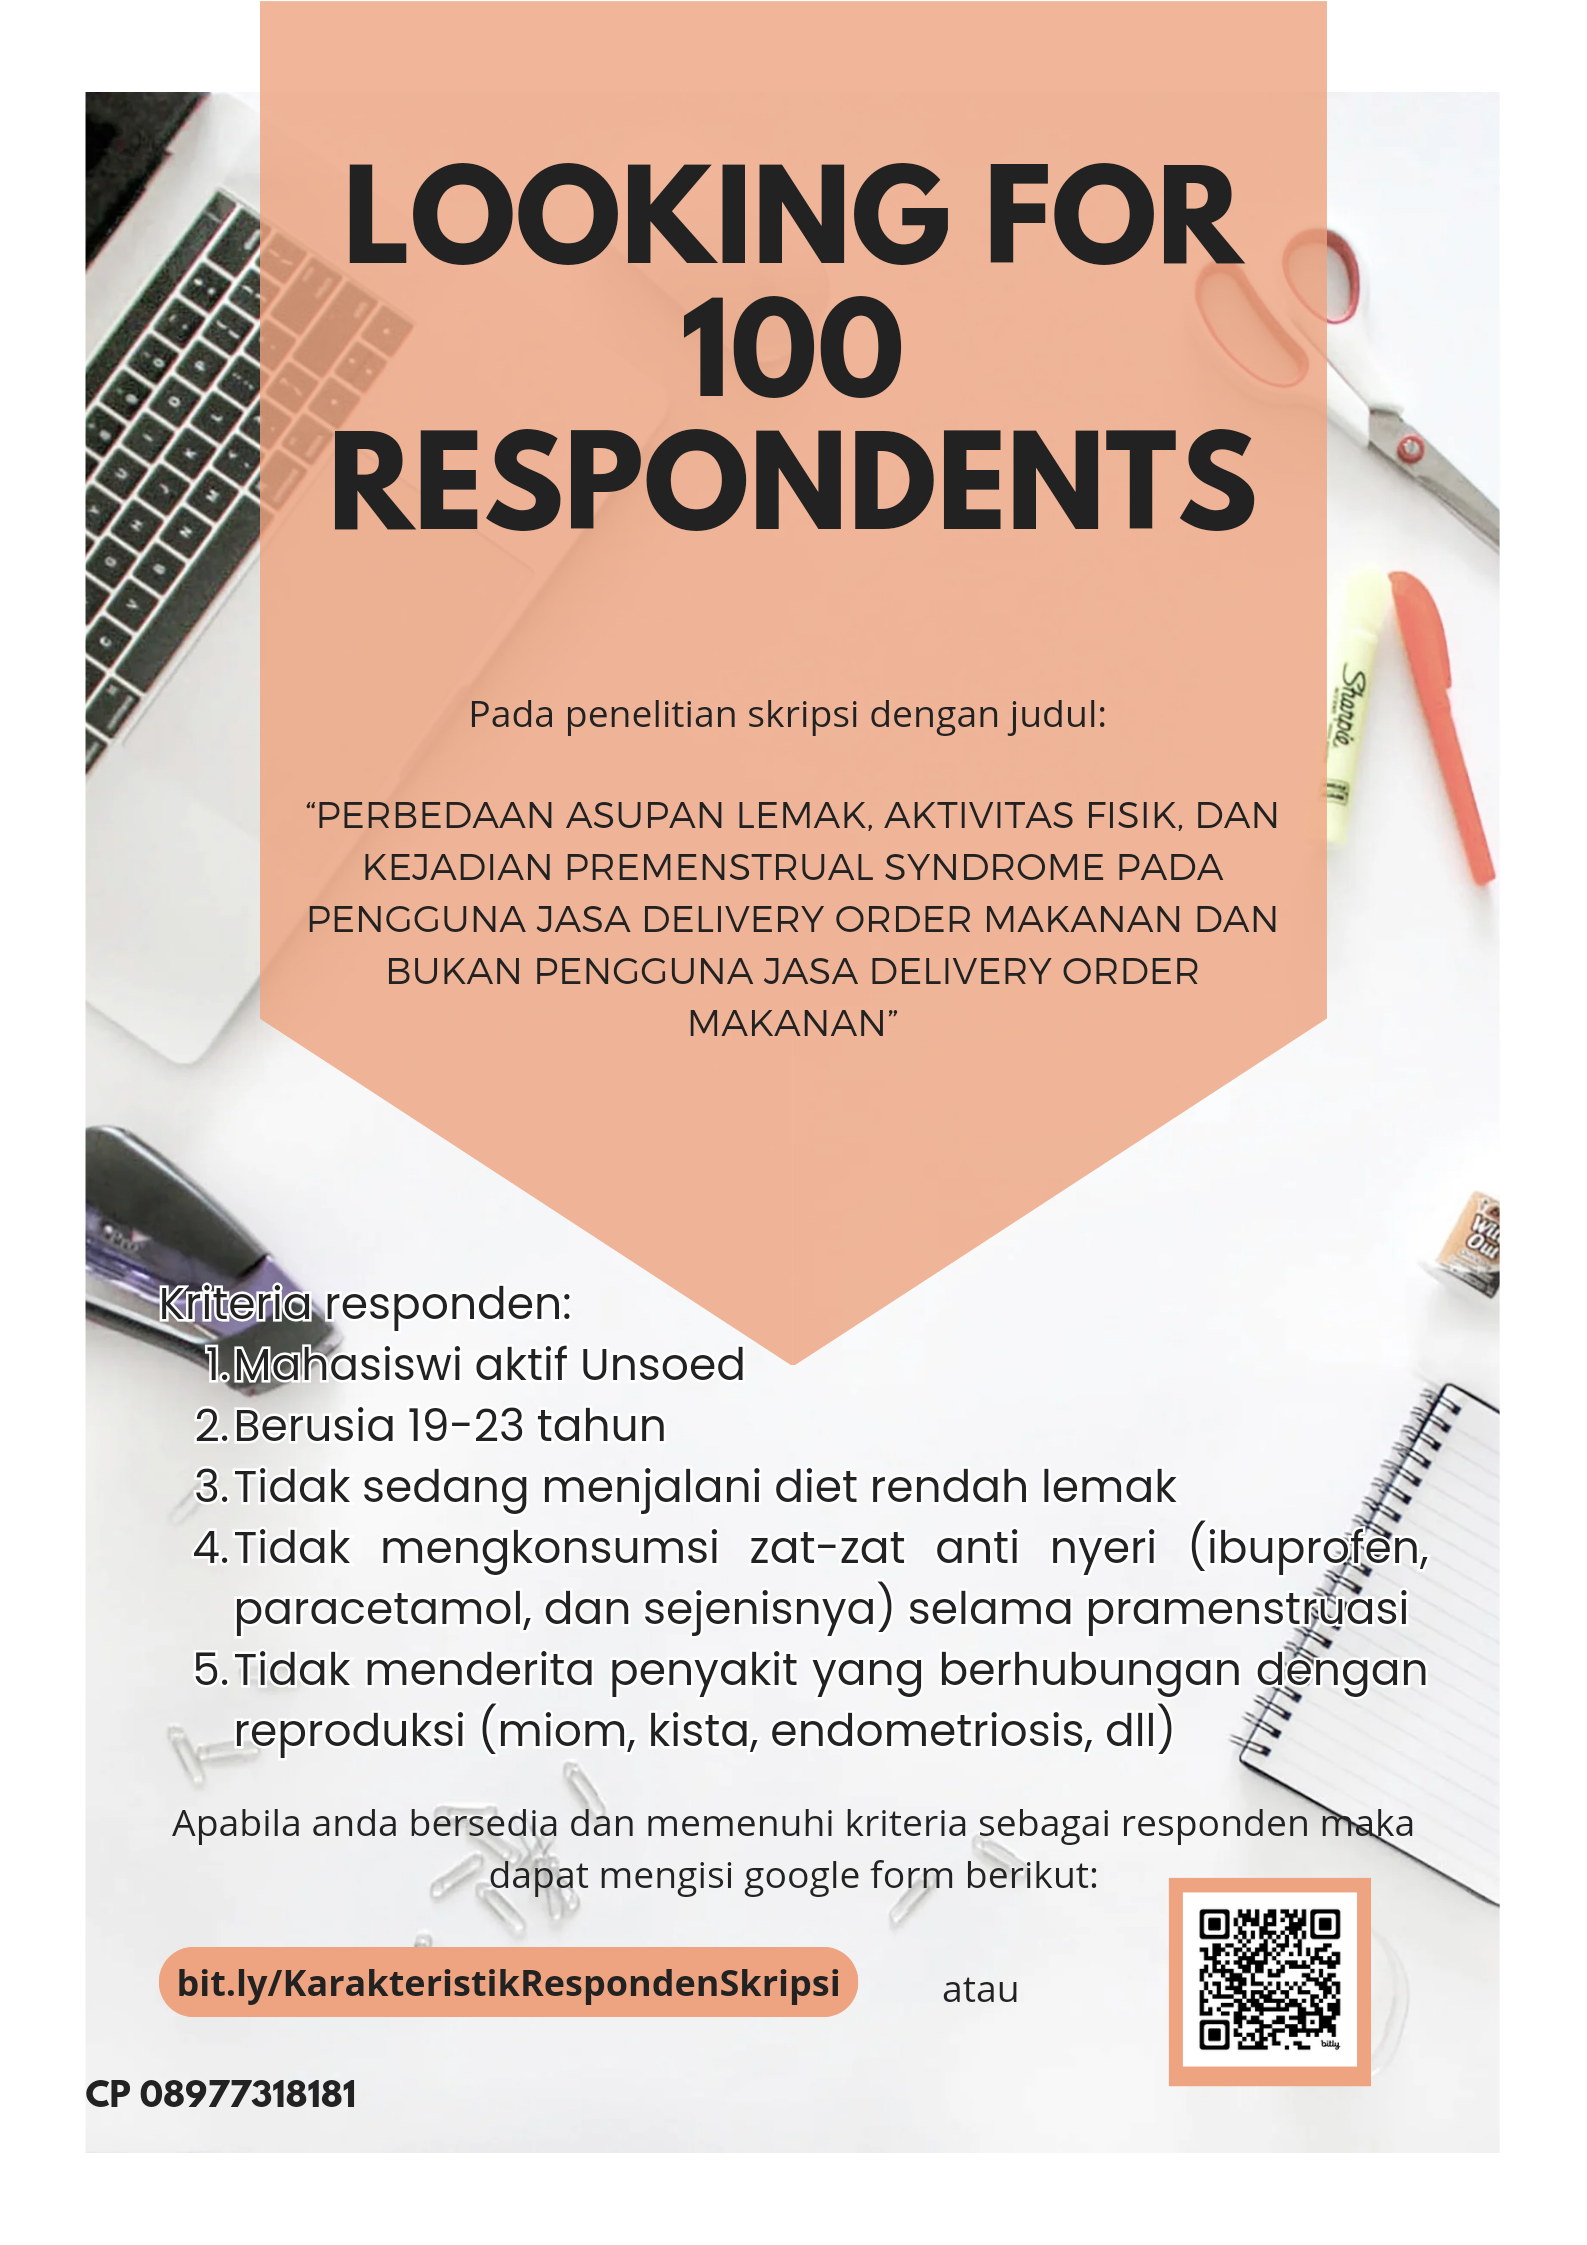 LOOKING FOR
100
RESPONDENTS
Pada penelitian skripsi dengan judul:
“PERBEDAAN ASUPAN LEMAK, AKTIVITAS FISIK, DAN
KEJADIAN PREMENSTRUAL SYNDROME PADA
PENGGUNA JASA DELIVERY ORDER MAKANAN DAN
BUKAN PENGGUNA JASA DELIVERY ORDER
MAKANAN”
Sharpie
Kriteria responden:
1. Mahasiswi aktif Unsoed
2. Berusia 19-23 tahun
3. Tidak sedang menjalani diet rendah lemak
4. Tidak mengkonsumsi zat-zat anti nyeri (ibuprofen,
paracetamol, dan sejenisnya) selama pramenstruasi
5. Tidak menderita penyakit yang berhubungan dengan
reproduksi (miom, kista, endometriosis, dll)
Apabila anda bersedia dan memenuhi kriteria sebagai responden maka
dapat mengisi google form berikut:
bit.ly/KarakteristikRespondenSkripsi atau
bitly
CP 08977318181